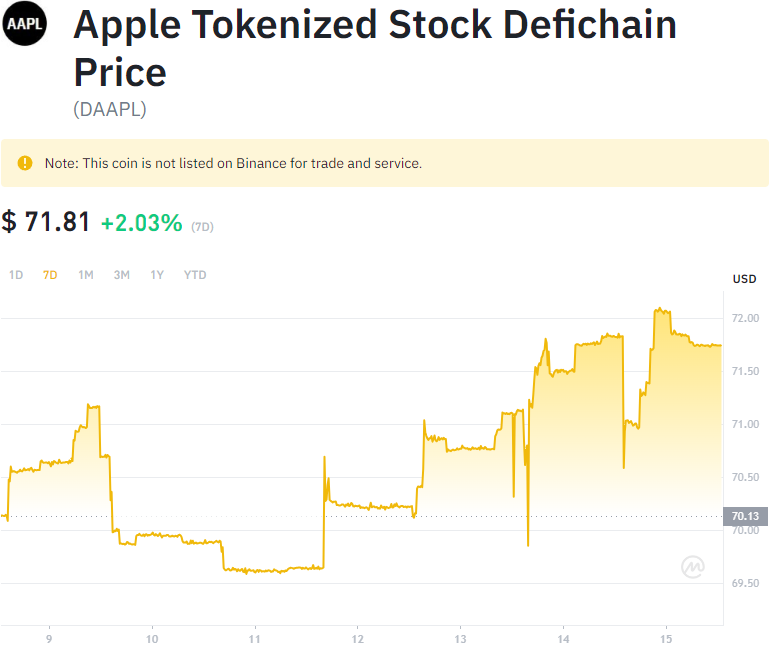 AAPL
Apple Tokenized Stock Defichain
Price
(DAAPL)
Note: This coin is not listed on Binance for trade and service.
$ 71.81 +2.03% (7D)
1D 7D 1M 3M 1Y YTD
USD
72.00
71.50
71.00
70.50
70.13
70.00
69.50
9 10 11 12 13 14 15